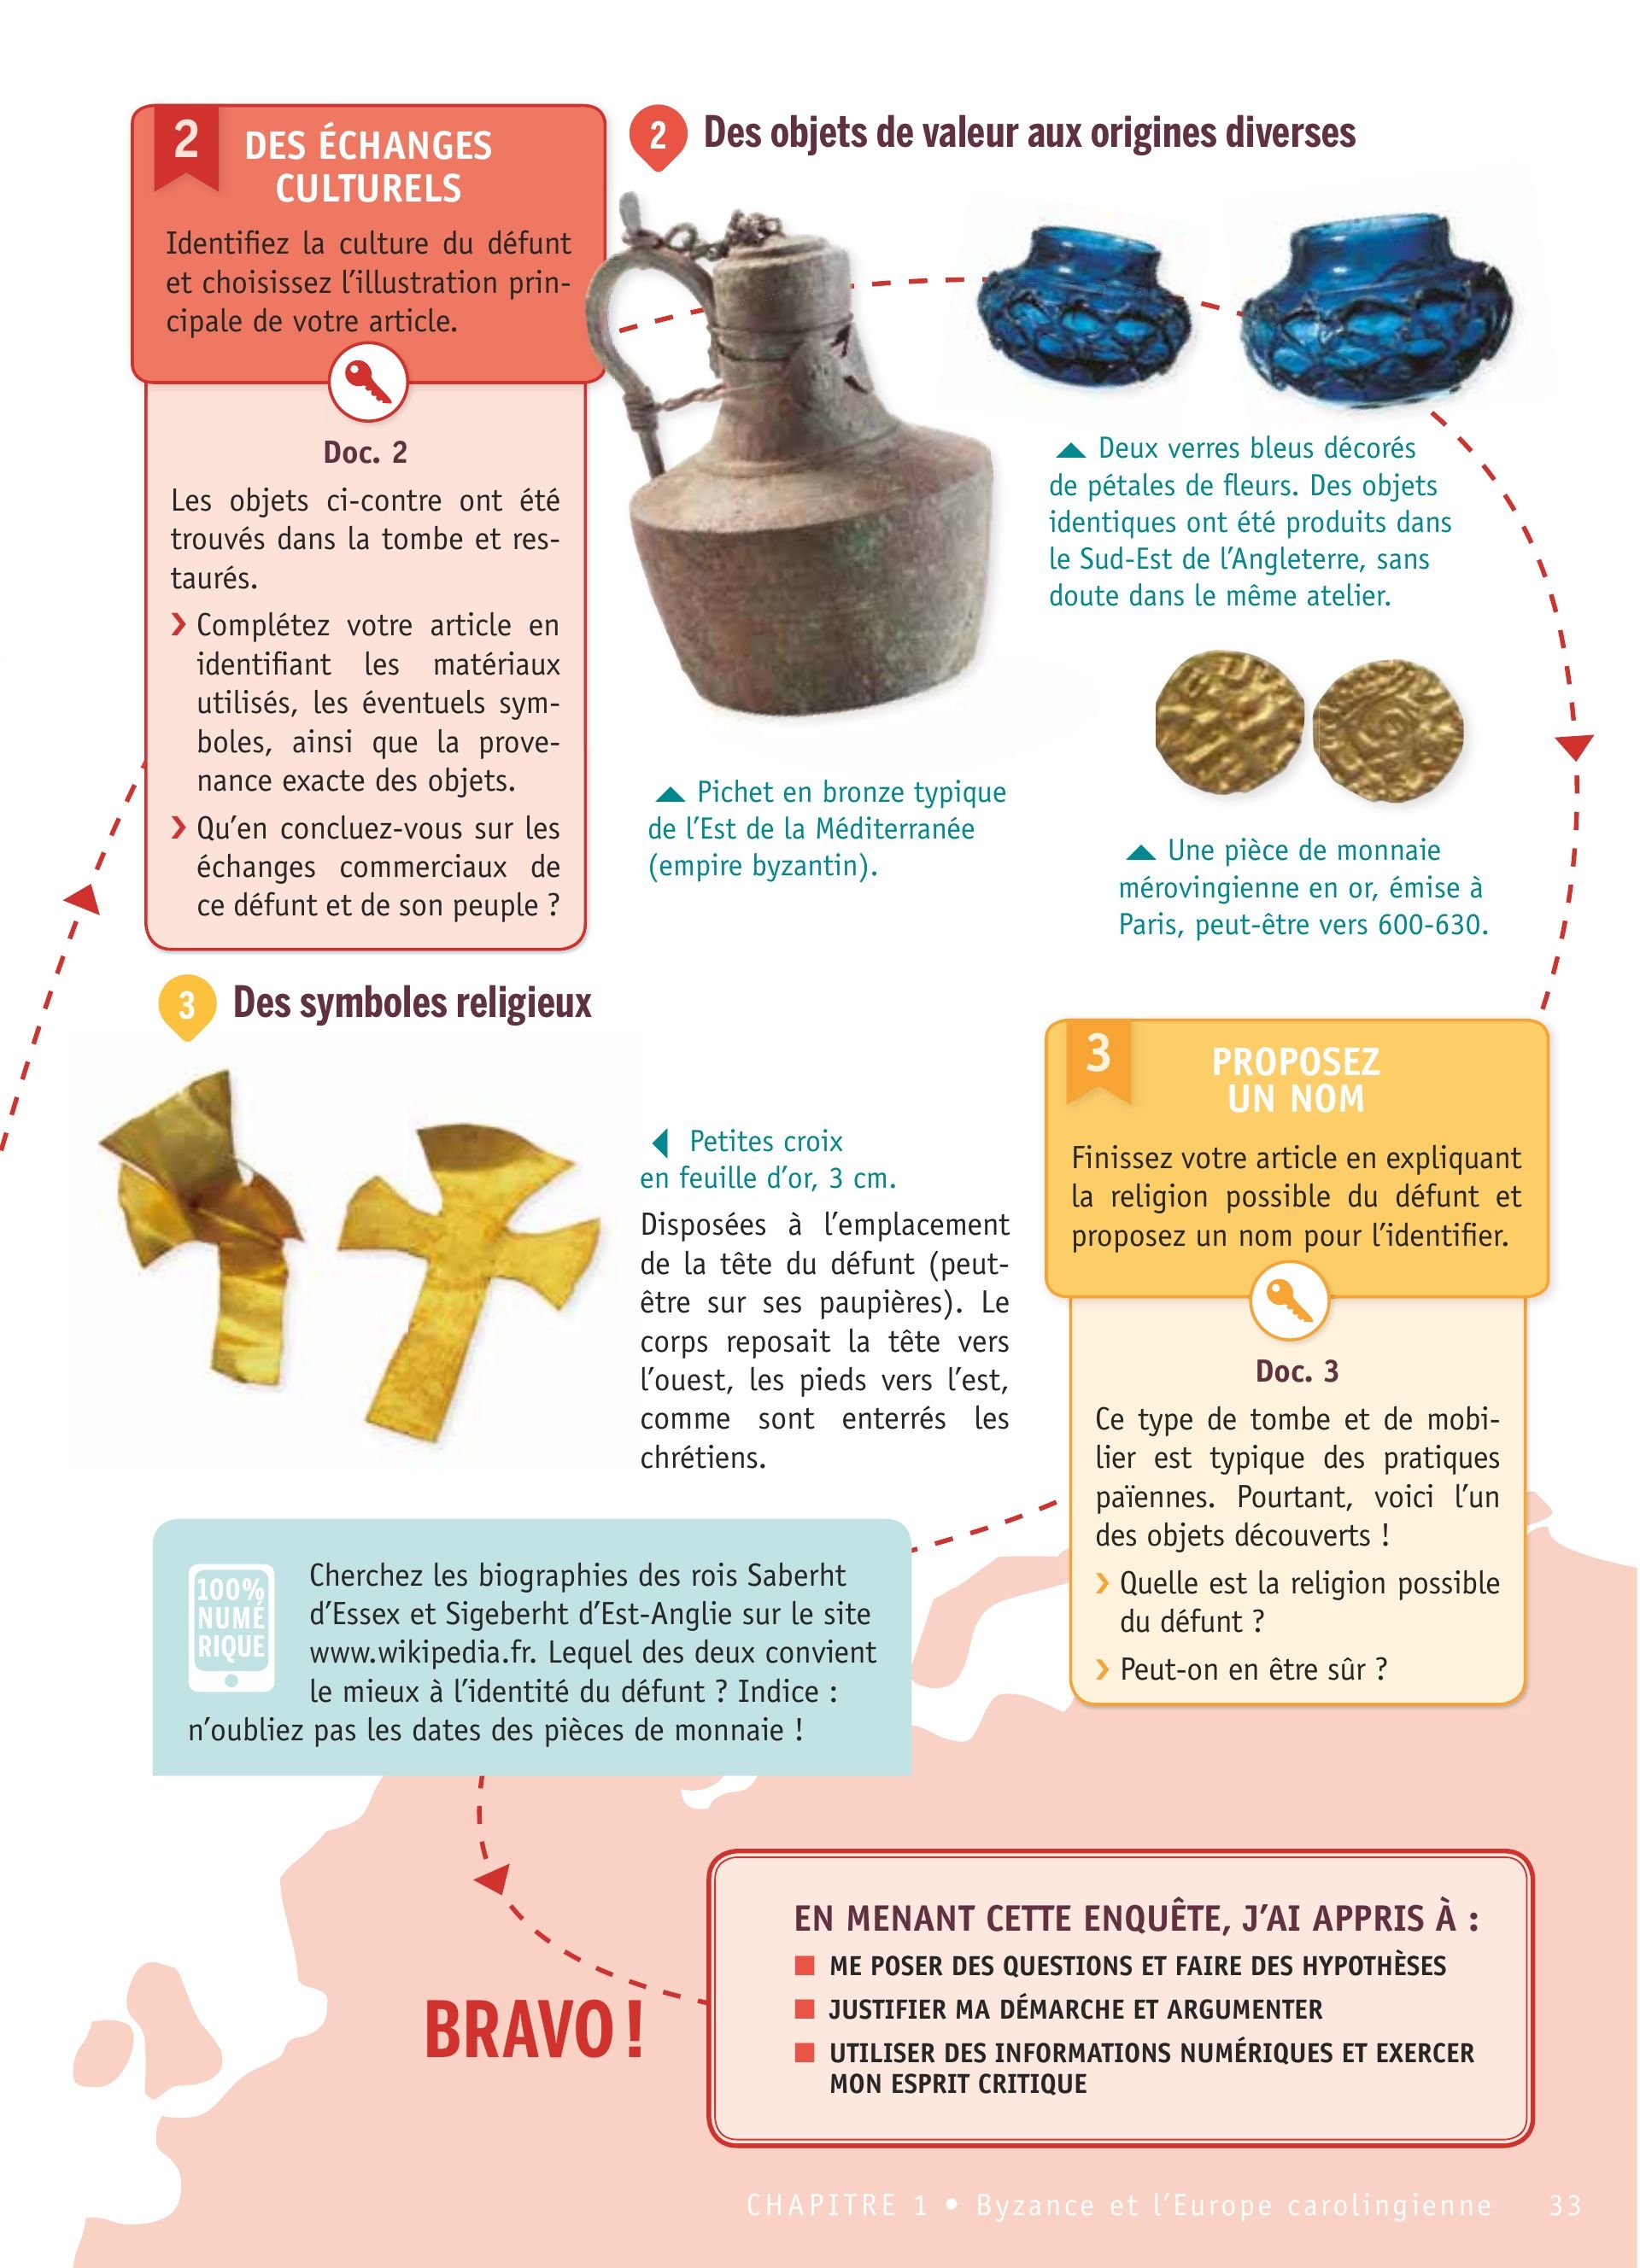 2
DES ÉCHANGES
CULTURELS
Identifiez la culture du défunt
et choisissez l'illustration prin-
cipale de votre article.
Doc. 2
Les objets ci-contre ont été
trouvés dans la tombe et res-
taurés.
› Complétez votre article en
identifiant les matériaux
utilisés, les éventuels sym-
boles, ainsi que la prove-
nance exacte des objets.
› Qu'en concluez-vous sur les
échanges commerciaux de
ce défunt et de son peuple ?
2 Des objets de valeur aux origines diverses
Deux verres bleus décorés
de pétales de fleurs. Des objets
identiques ont été produits dans
le Sud-Est de l'Angleterre, sans
doute dans le même atelier.
Pichet en bronze typique
de l'Est de la Méditerranée
(empire byzantin).
Une pièce de monnaie
mérovingienne en or, émise à
Paris, peut-être vers 600-630.
3 Des symboles religieux
Petites croix
en feuille d'or, 3 cm.
Disposées à l'emplacement
de la tête du défunt (peut-
être sur ses paupières). Le
corps reposait la tête vers
l'ouest, les pieds vers l'est,
comme sont enterrés les
chrétiens.
3
PROPOSEZ
UN NOM
Finissez votre article en expliquant
la religion possible du défunt et
proposez un nom pour l'identifier.
Doc. 3
Ce type de tombe et de mobi-
lier est typique des pratiques
païennes. Pourtant, voici l'un
des objets découverts !
› Quelle est la religion possible
du défunt ?
› Peut-on en être sûr ?
100%
NUMÉ
RIQUE
Cherchez les biographies des rois Saberht
d'Essex et Sigeberht d'Est-Anglie sur le site
www.wikipedia.fr. Lequel des deux convient
le mieux à l'identité du défunt ? Indice :
n'oubliez pas les dates des pièces de monnaie !
BRAVO !
EN MENANT CETTE ENQUÊTE, J'AI APPRIS À :
■ ME POSER DES QUESTIONS ET FAIRE DES HYPOTHÈSES
■ JUSTIFIER MA DÉMARCHE ET ARGUMENTER
■ UTILISER DES INFORMATIONS NUMÉRIQUES ET EXERCER
MON ESPRIT CRITIQUE
CHAPITRE 1 • Byzance et l'Europe carolingienne 33